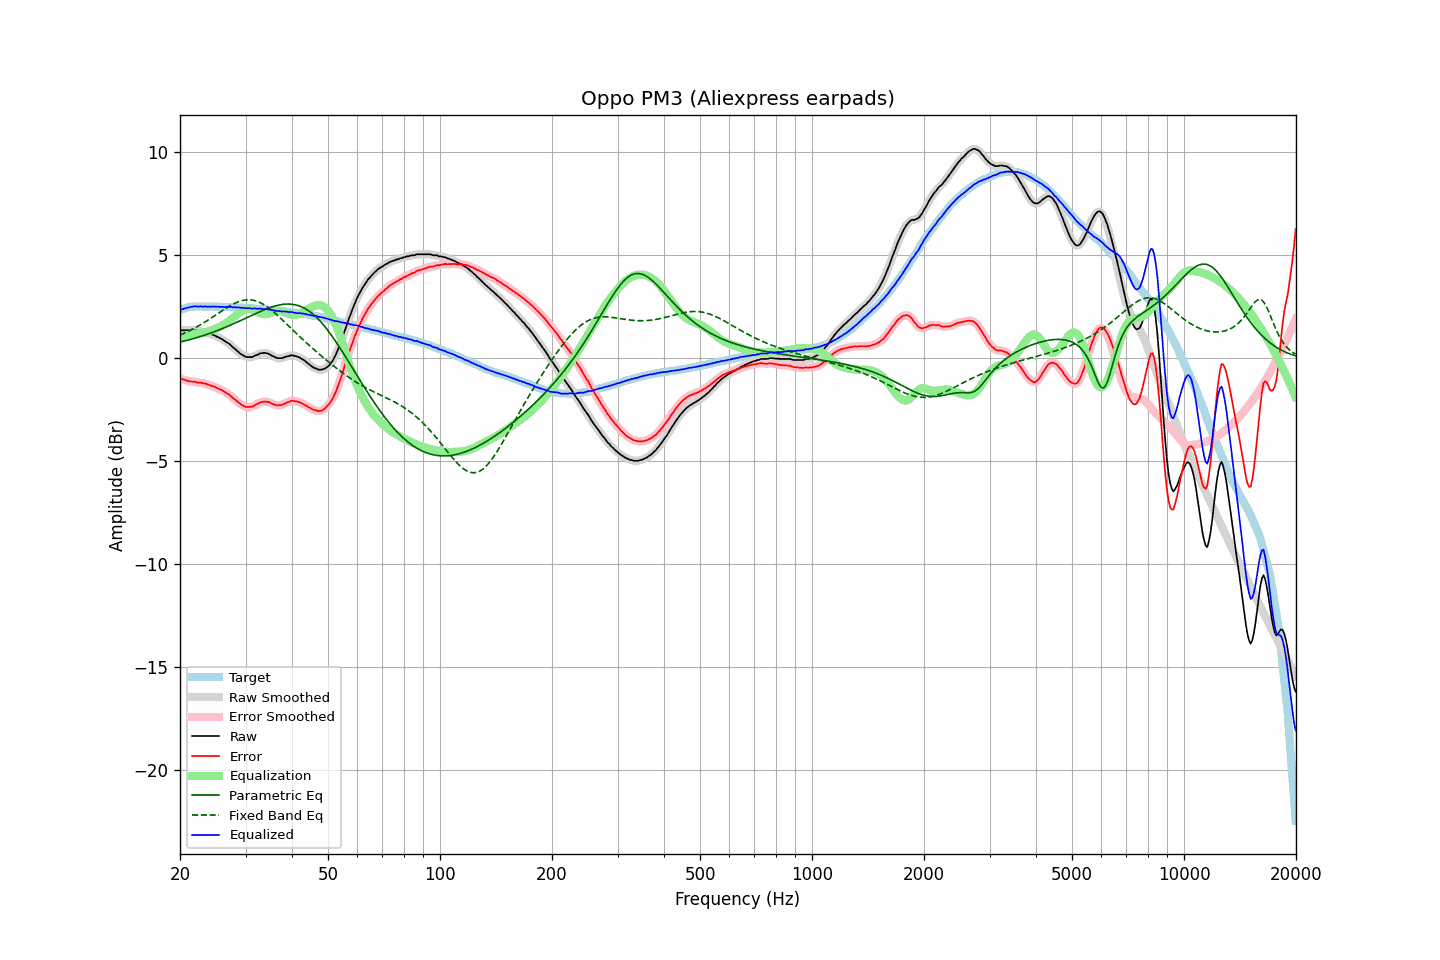 Oppo PM3 (Aliexpress earpads)
Amplitude (dBr)
10
5
0
−5
−10
−15
−20
Target
Raw Smoothed
Error Smoothed
Raw
Error
Equalization
Parametric Eq
Fixed Band Eq
Equalized
20 50 100 200 500 1000 2000 5000 10000 20000
Frequency (Hz)